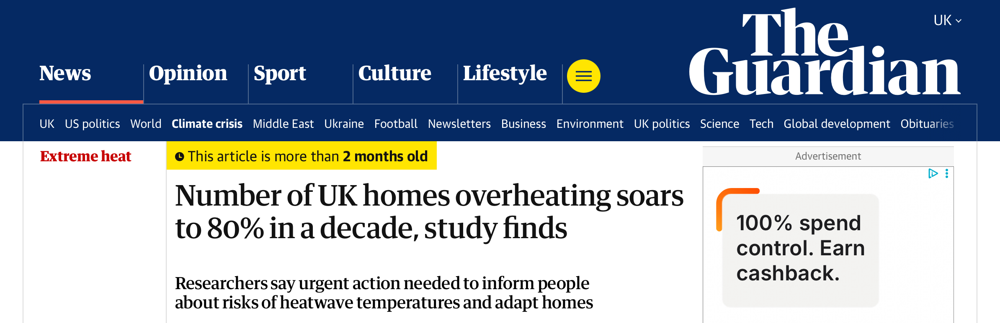 The
Guardian
UK
News
Opinion
Sport
Culture
Lifestyle
UK US politics World Climate crisis Middle East Ukraine Football Newsletters Business Environment UK politics Science Tech Global development Obituaries
Extreme heat
This article is more than 2 months old
Number of UK homes overheating soars
to 80% in a decade, study finds
Researchers say urgent action needed to inform people
about risks of heatwave temperatures and adapt homes
Advertisement
100% spend
control. Earn
cashback.